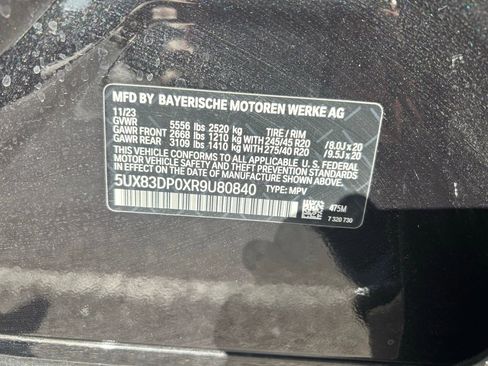 MFD BY BAYERISCHE MOTOREN WERKE AG
11/23
GVWR 5556 lbs 2520 kg TIRE / RIM
GAWR FRONT 2668 lbs 1210 kg WITH 245/45 R20 / 8.0J x 20
GAWR REAR 3109 lbs 1410 kg WITH 275/40 R20 / 9.5J x 20
THIS VEHICLE CONFORMS TO ALL APPLICABLE U.S. FEDERAL
MOTOR VEHICLE SAFETY AND THEFT PREVENTION STANDARDS
IN EFFECT ON THE DATE OF MANUFACTURE SHOWN ABOVE.
5UX83DP0XR9U80840 TYPE: MPV
475M
7 320 730